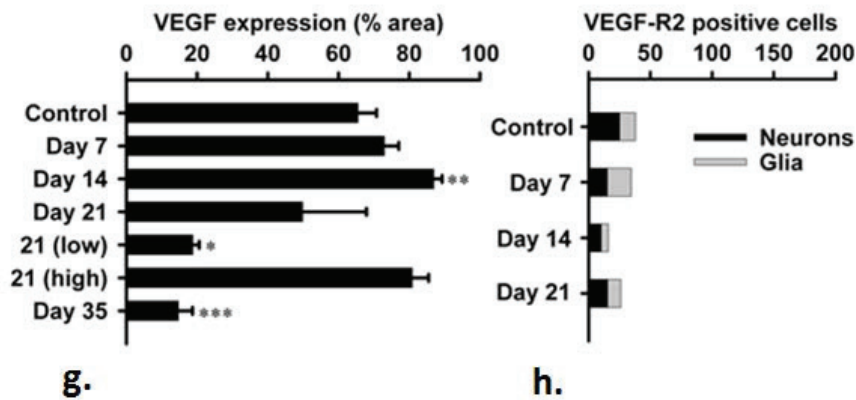 VEGF expression (% area)
0 20 40 60 80 100
Control
Day 7
Day 14 **
Day 21
21 (low) *
21 (high)
Day 35 ***
g.
VEGF-R2 positive cells
0 50 100 150 200
Control
Day 7
Day 14
Day 21
Neurons
Glia
h.